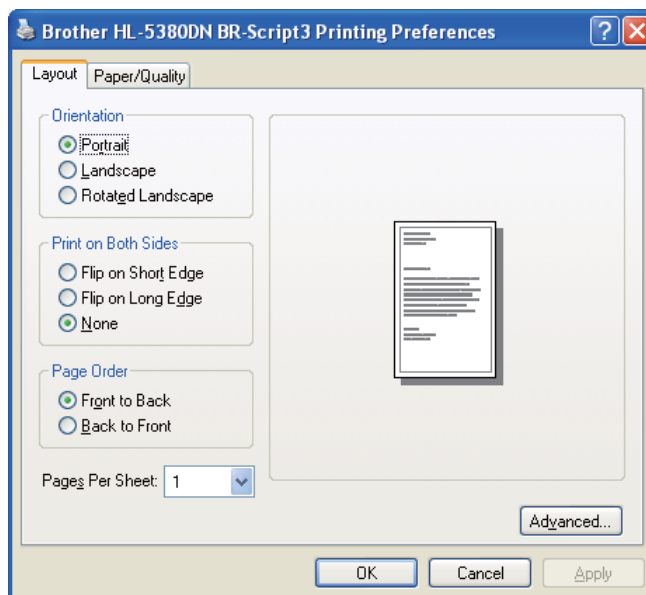 Brother HL-5380DN BR-Script3 Printing Preferences
Layout Paper/Quality
Orientation
Portrait
Landscape
Rotated Landscape
Print on Both Sides
Flip on Short Edge
Flip on Long Edge
None
Page Order
Front to Back
Back to Front
Pages Per Sheet: 1
Advanced...
OK Cancel Apply